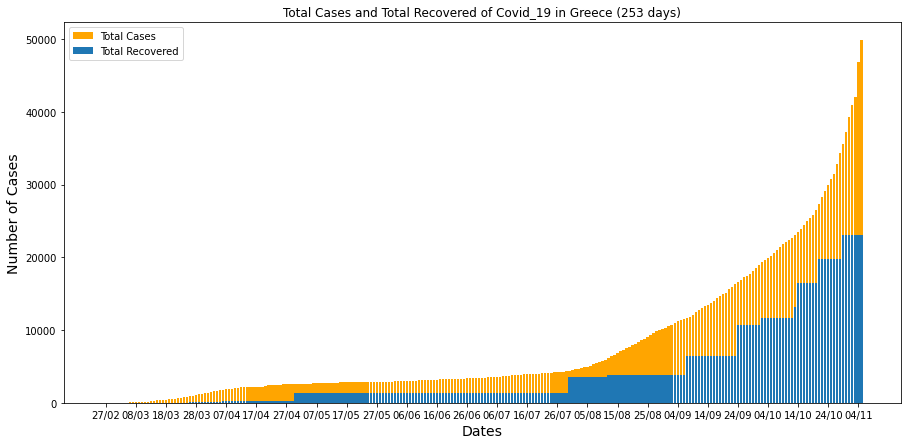 Total Cases and Total Recovered of Covid_19 in Greece (253 days)
Total Cases
Total Recovered
50000
40000
30000
20000
10000
0
Number of Cases
27/02 08/03 18/03 28/03 07/04 17/04 27/04 07/05 17/05 27/05 06/06 16/06 26/06 06/07 16/07 26/07 05/08 15/08 25/08 04/09 14/09 24/09 04/10 14/10 24/10 04/11
Dates